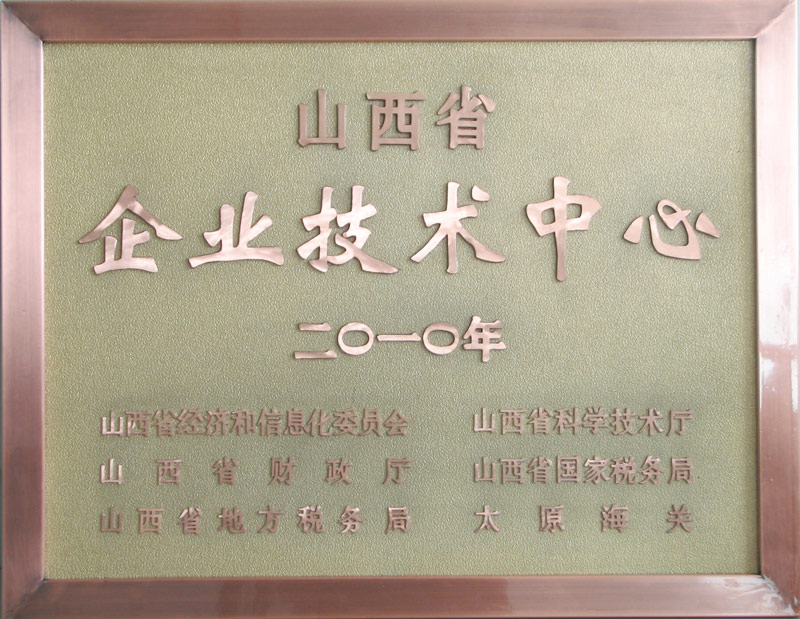 山西省
企业技术中心
二〇一〇年
山西省经济和信息化委员会 山西省科学技术厅
山西省财政厅 山西省国家税务局
山西省地方税务局 太原海关